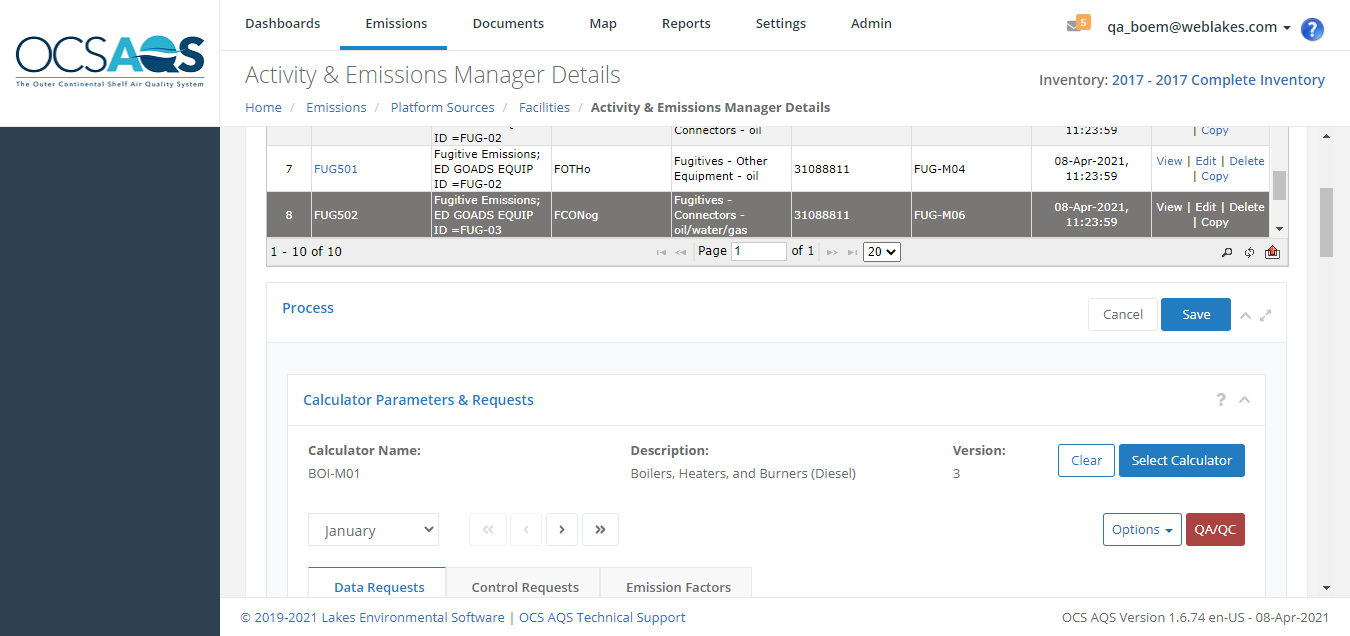 OCSAQS
The Outer Continental Shelf Air Quality System
Dashboards Emissions Documents Map Reports Settings Admin
5 qa_boem@weblakes.com ?
Activity & Emissions Manager Details
Inventory: 2017 - 2017 Complete Inventory
Home / Emissions / Platform Sources / Facilities / Activity & Emissions Manager Details
ID =FUG-02
Connectors - oil
11:23:59
| Copy
7
FUG501
Fugitive Emissions;
ED GOADS EQUIP
ID =FUG-02
FOTHo
Fugitives - Other
Equipment - oil
31088811
FUG-M04
08-Apr-2021,
11:23:59
View | Edit | Delete
| Copy
8
FUG502
Fugitive Emissions;
ED GOADS EQUIP
ID =FUG-03
FCONog
Fugitives -
Connectors -
oil/water/gas
31088811
FUG-M06
08-Apr-2021,
11:23:59
View | Edit | Delete
| Copy
1 - 10 of 10
Page 1 of 1
20
Process
Cancel Save
Calculator Parameters & Requests
?
Calculator Name:
BOI-M01
Description:
Boilers, Heaters, and Burners (Diesel)
Version:
3
Clear Select Calculator
January « ‹ › »
Options QA/QC
Data Requests Control Requests Emission Factors
© 2019-2021 Lakes Environmental Software | OCS AQS Technical Support
OCS AQS Version 1.6.74 en-US - 08-Apr-2021